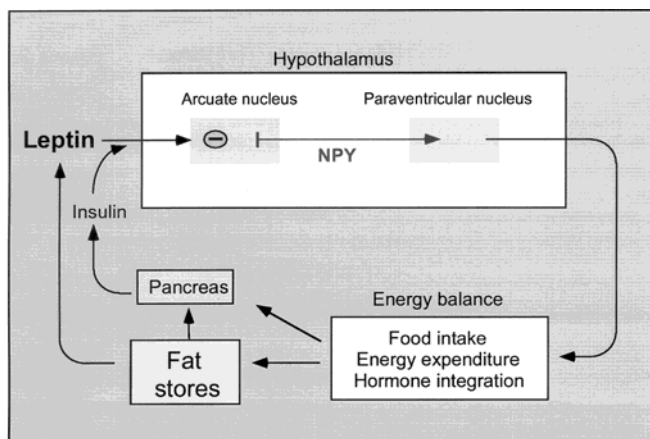 Hypothalamus
Arcuate nucleus
Paraventricular nucleus
Leptin
NPY
Insulin
Pancreas
Energy balance
Fat
stores
Food intake
Energy expenditure
Hormone integration